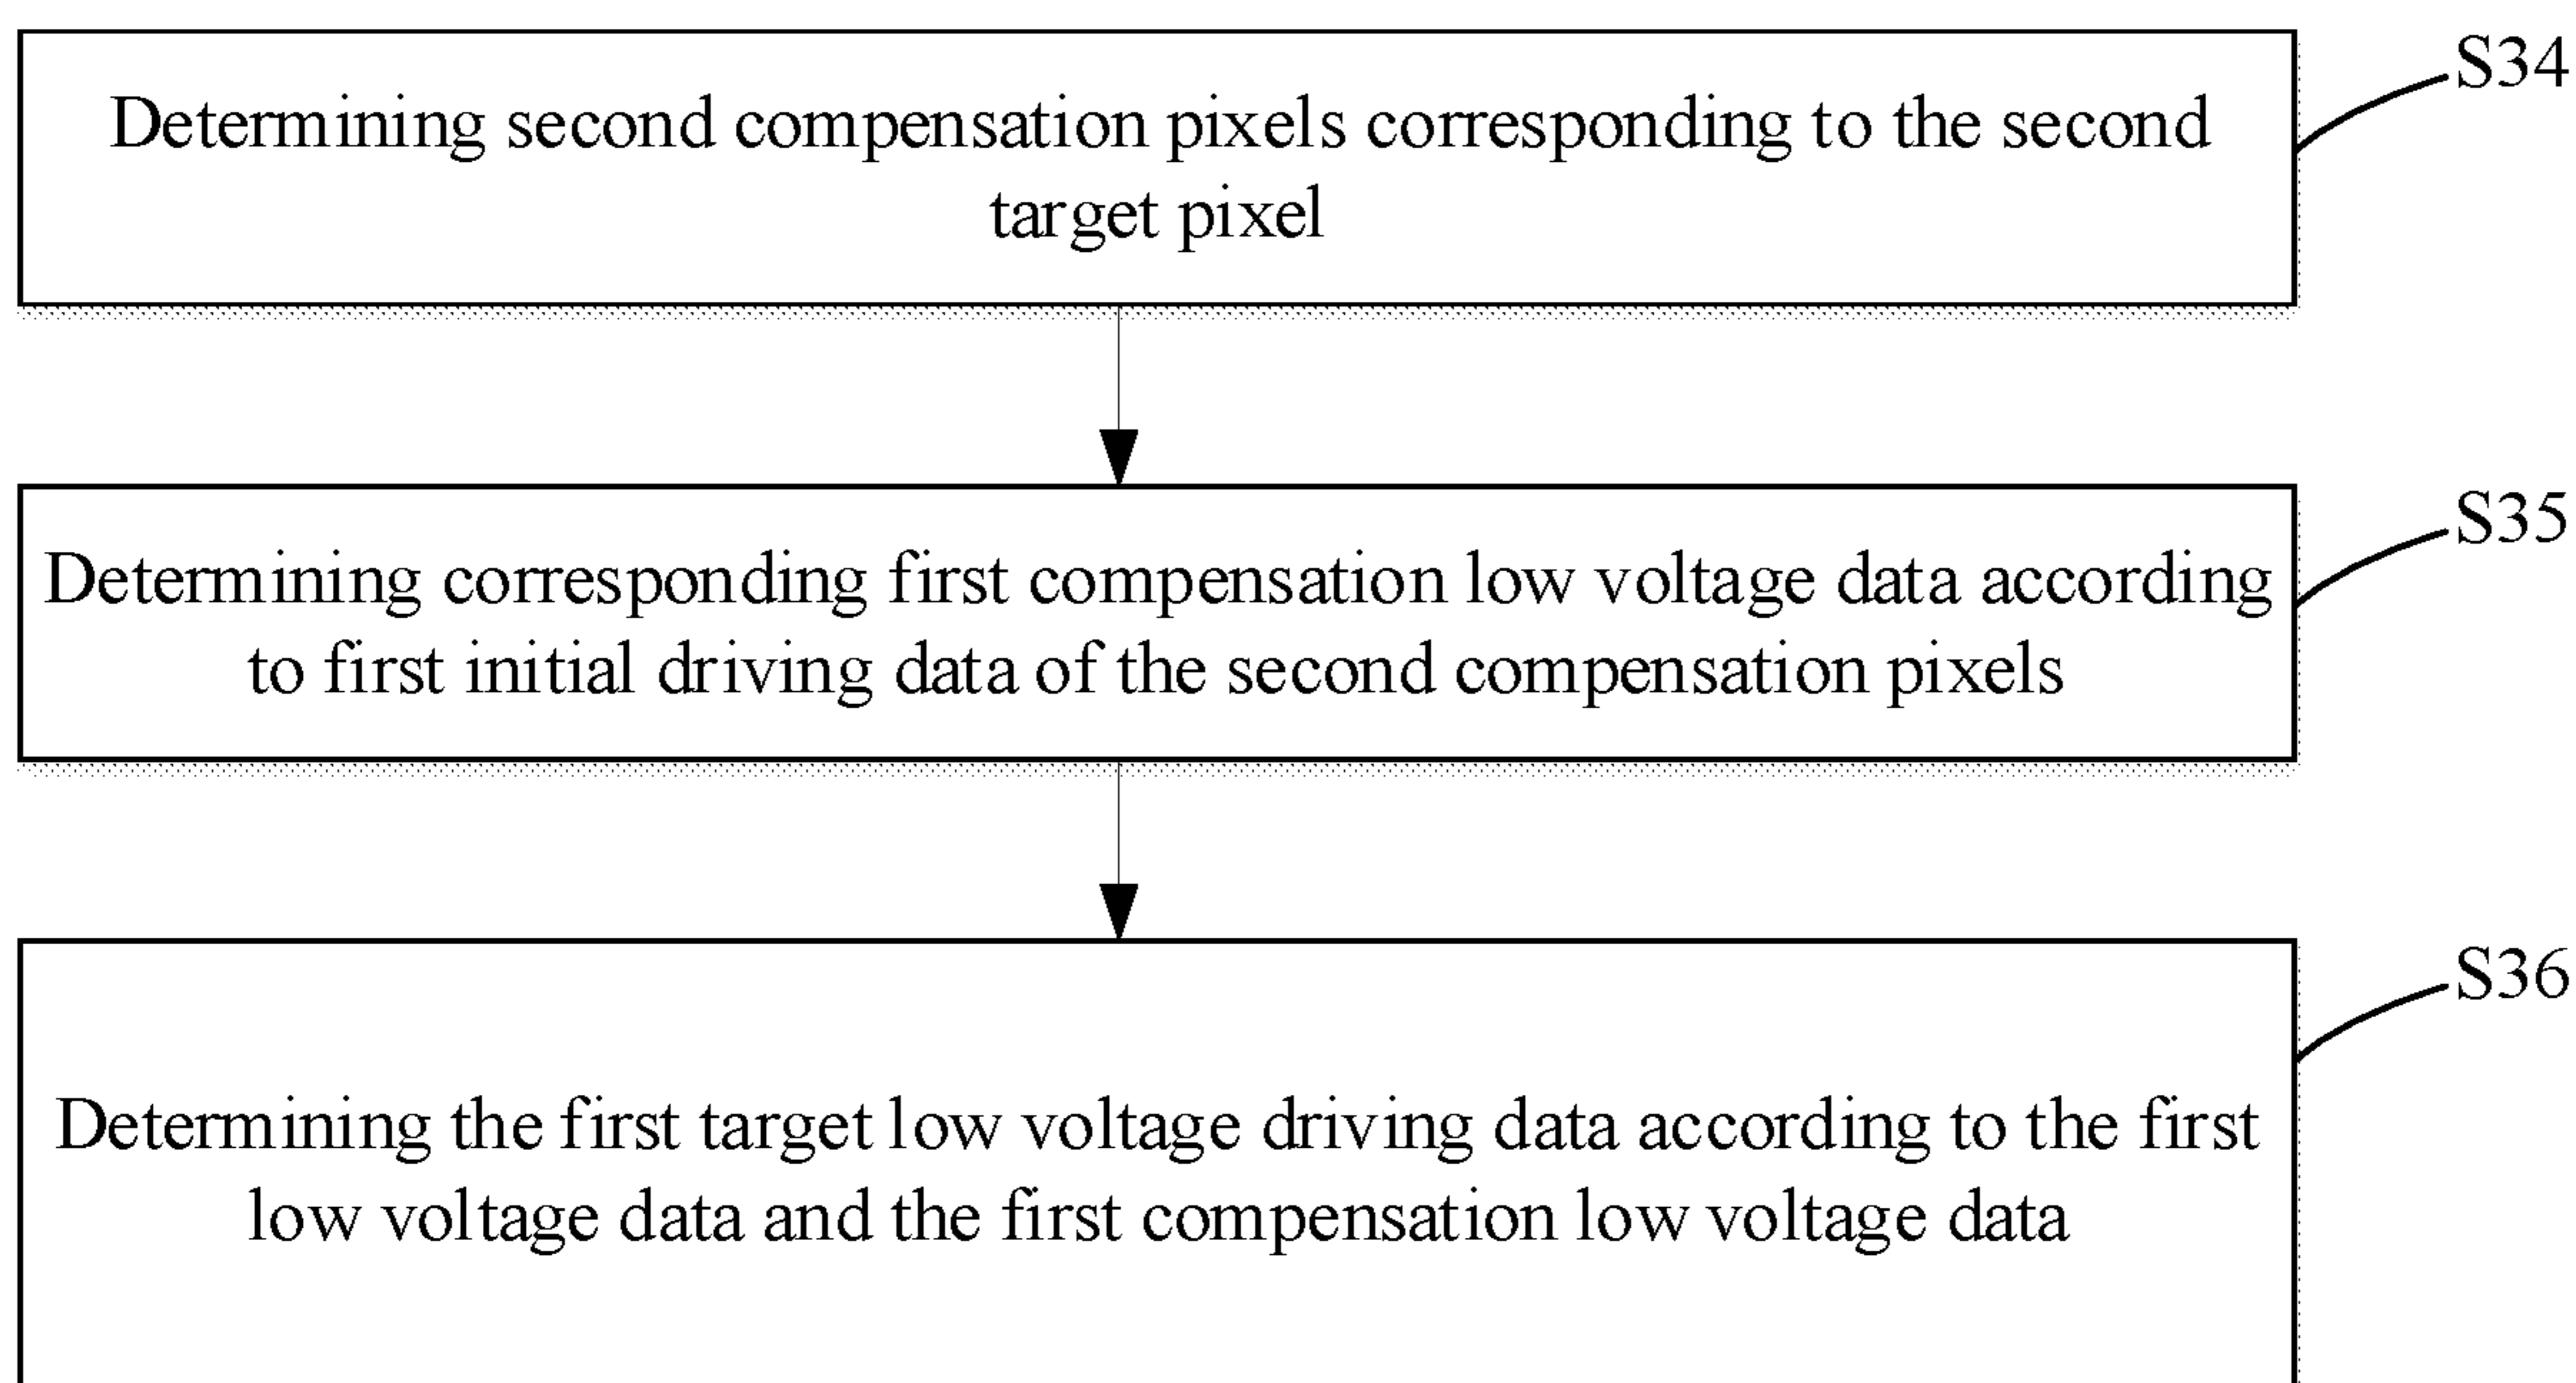 S34
Determining second compensation pixels corresponding to the second
target pixel
S35
Determining corresponding first compensation low voltage data according
to first initial driving data of the second compensation pixels
S36
Determining the first target low voltage driving data according to the first
low voltage data and the first compensation low voltage data